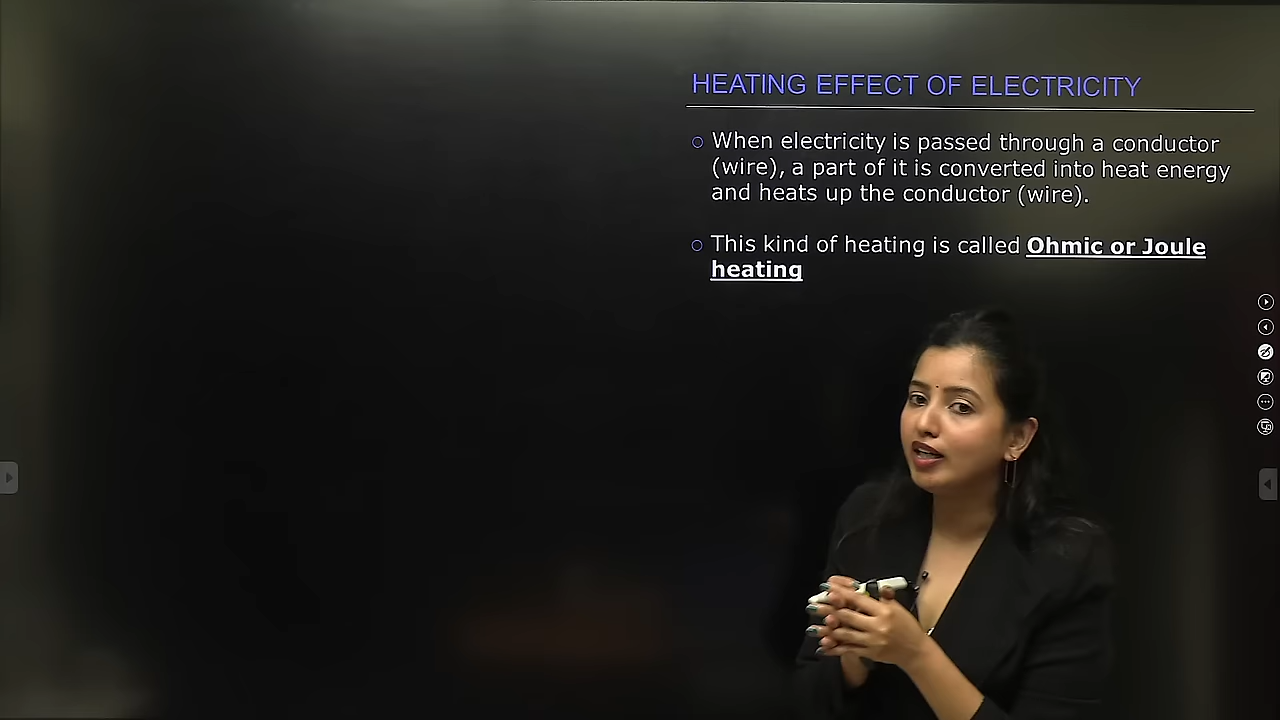 HEATING EFFECT OF ELECTRICITY
When electricity is passed through a conductor
(wire), a part of it is converted into heat energy
and heats up the conductor (wire).
This kind of heating is called Ohmic or Joule
heating